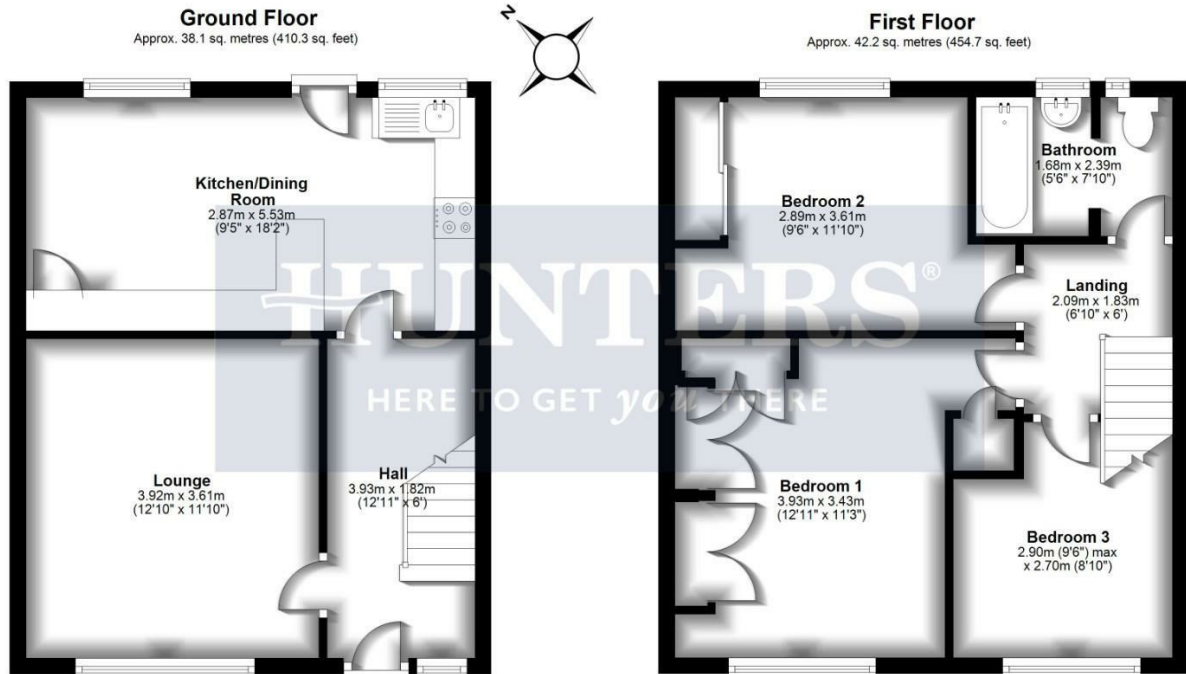 Ground Floor
Approx. 38.1 sq. metres (410.3 sq. feet)
Kitchen/Dining
Room
2.87m x 5.53m
(9'5" x 18'2")
Lounge
3.92m x 3.61m
(12'10" x 11'10")
Hall
3.93m x 1.82m
(12'11" x 6')
N
First Floor
Approx. 42.2 sq. metres (454.7 sq. feet)
Bedroom 2
2.89m x 3.61m
(9'6" x 11'10")
Bathroom
1.68m x 2.39m
(5'6" x 7'10")
Landing
2.09m x 1.83m
(6'10" x 6')
Bedroom 1
3.93m x 3.43m
(12'11" x 11'3")
Bedroom 3
2.90m (9'6") max
x 2.70m (8'10")
HUNTERS®
HERE TO GET you THERE